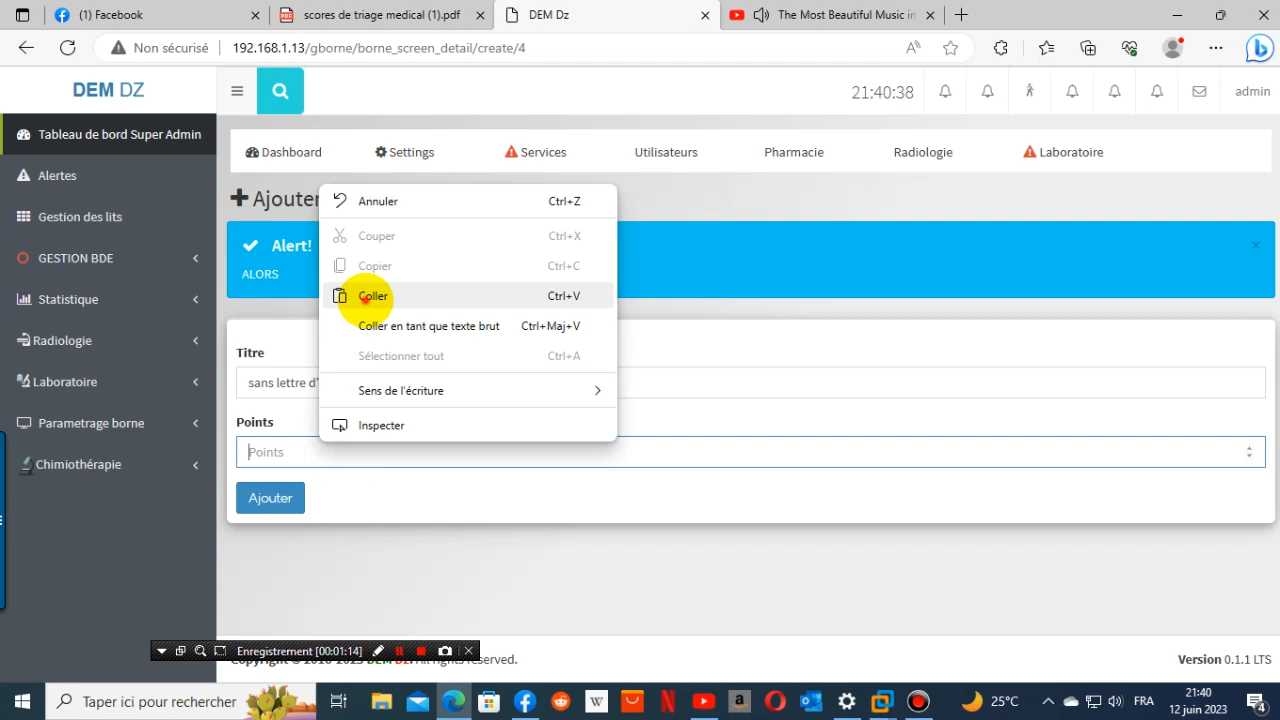 (1) Facebook
scores de triage medical (1).pdf
DEM Dz
The Most Beautiful Music in
Non sécurisé
192.168.1.13/gborne/borne_screen_detail/create/4
DEM DZ
21:40:38
admin
Tableau de bord Super Admin
Alertes
Gestion des lits
GESTION BDE
Statistique
Radiologie
Laboratoire
Parametrage borne
Chimiothérapie
Dashboard
Settings
Services
Utilisateurs
Pharmacie
Radiologie
Laboratoire
Ajouter
Alert!
ALORS
Titre
sans lettre d'
Points
Points
Ajouter
Annuler Ctrl+Z
Couper Ctrl+X
Copier Ctrl+C
Coller Ctrl+V
Coller en tant que texte brut Ctrl+Maj+V
Sélectionner tout Ctrl+A
Sens de l'écriture
Inspecter
Enregistrement [00:01:14]
DEM DZ. All rights reserved.
Version 0.1.1 LTS
Taper ici pour rechercher
25°C
FRA
21:40
12 juin 2023
4